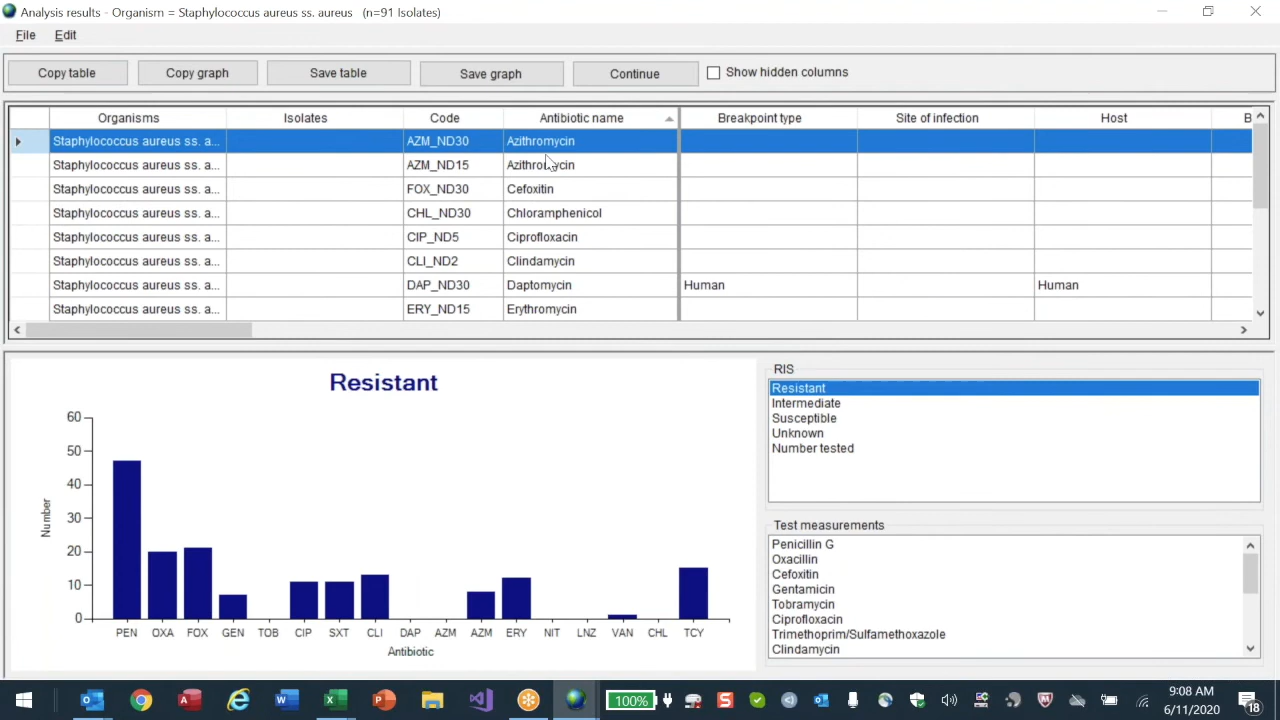 Analysis results - Organism = Staphylococcus aureus ss. aureus (n=91 Isolates)
File Edit
Copy table Copy graph Save table Save graph Continue Show hidden columns
Organisms Isolates Code Antibiotic name Breakpoint type Site of infection Host B
Staphylococcus aureus ss. a... AZM_ND30 Azithromycin
Staphylococcus aureus ss. a... AZM_ND15 Azithromycin
Staphylococcus aureus ss. a... FOX_ND30 Cefoxitin
Staphylococcus aureus ss. a... CHL_ND30 Chloramphenicol
Staphylococcus aureus ss. a... CIP_ND5 Ciprofloxacin
Staphylococcus aureus ss. a... CLI_ND2 Clindamycin
Staphylococcus aureus ss. a... DAP_ND30 Daptomycin Human Human
Staphylococcus aureus ss. a... ERY_ND15 Erythromycin
Resistant
60
50
40
30
20
10
0
Number
PEN OXA FOX GEN TOB CIP SXT CLI DAP AZM AZM ERY NIT LNZ VAN CHL TCY
Antibiotic
RIS
Resistant
Intermediate
Susceptible
Unknown
Number tested
Test measurements
Penicillin G
Oxacillin
Cefoxitin
Gentamicin
Tobramycin
Ciprofloxacin
Trimethoprim/Sulfamethoxazole
Clindamycin
100%
9:08 AM
6/11/2020
18